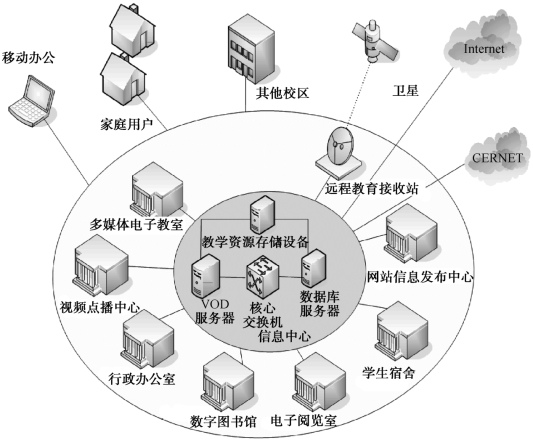 移动办公
家庭用户
其他校区
卫星
Internet
CERNET
远程教育接收站
多媒体电子教室
教学资源存储设备
网站信息发布中心
视频点播中心
VOD
服务器
核心
交换机
数据库
服务器
信息中心
行政办公室
数字图书馆
电子阅览室
学生宿舍